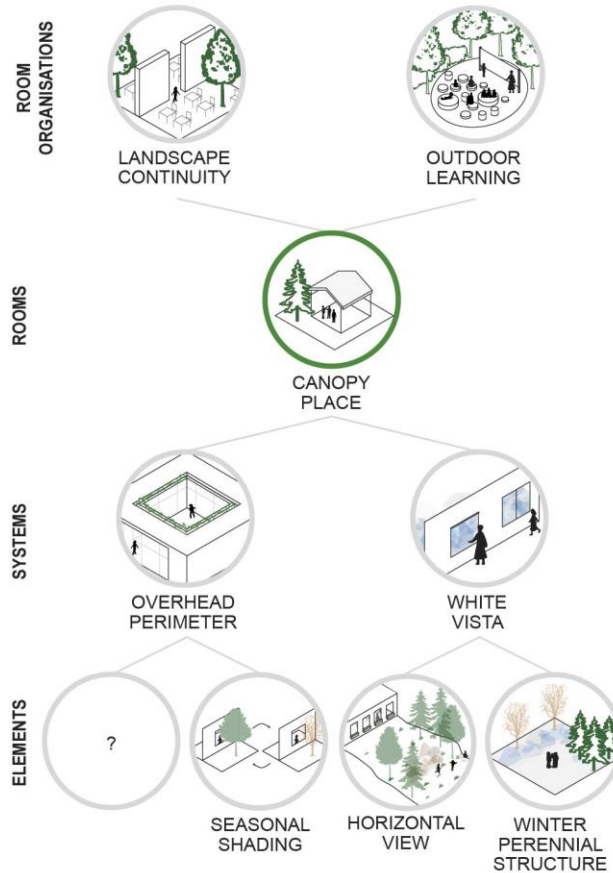 ROOM
ORGANISATIONS
LANDSCAPE
CONTINUITY
OUTDOOR
LEARNING
ROOMS
CANOPY
PLACE
SYSTEMS
OVERHEAD
PERIMETER
WHITE
VISTA
ELEMENTS
?
SEASONAL
SHADING
HORIZONTAL
VIEW
WINTER
PERENNIAL
STRUCTURE